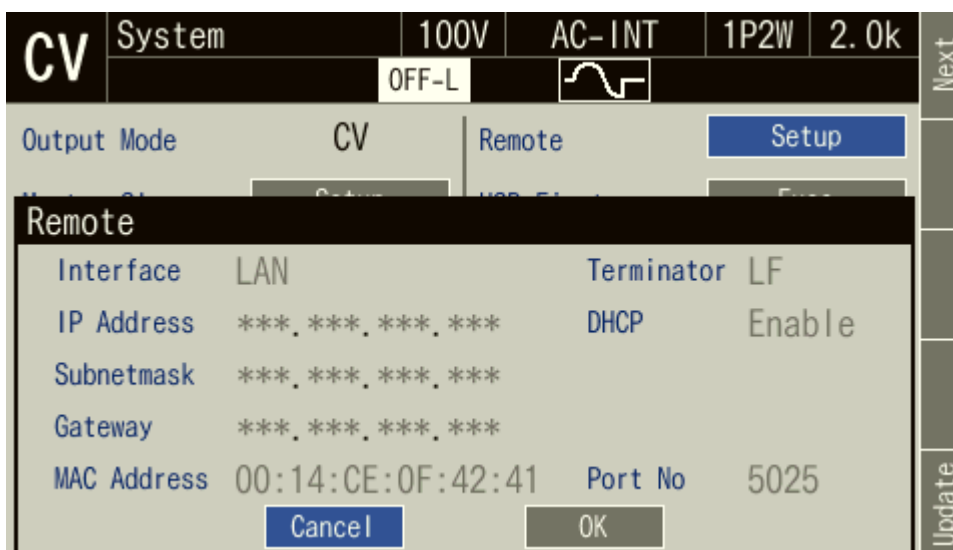 CV System 100V AC-INT 1P2W 2.0k
OFF-L
Next
Output Mode CV Remote Setup
Remote
Interface LAN Terminator LF
IP Address ***.***.***.*** DHCP Enable
Subnetmask ***.***.***.***
Gateway ***.***.***.***
MAC Address 00:14:CE:0F:42:41 Port No 5025
Cancel OK
Update